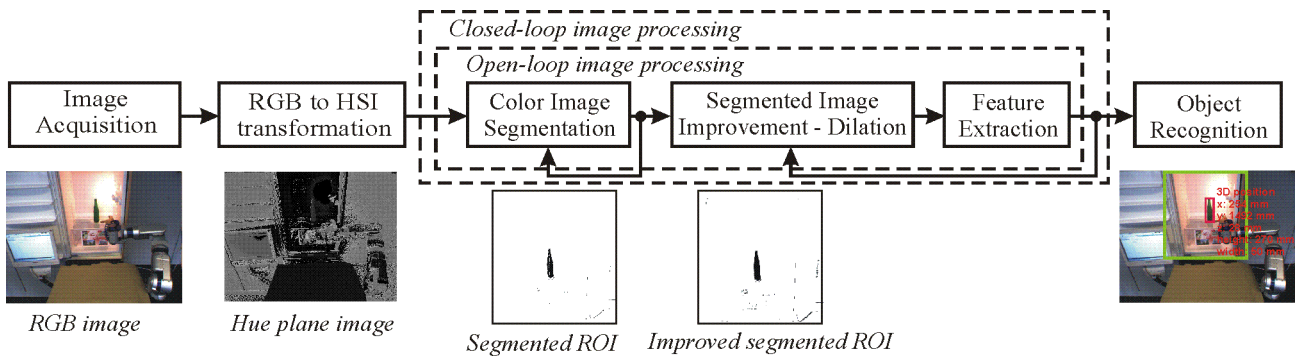 Closed-loop image processing
Open-loop image processing
Image
Acquisition
RGB to HSI
transformation
Color Image
Segmentation
Segmented Image
Improvement - Dilation
Feature
Extraction
Object
Recognition
3D position
RGB image
Hue plane image
Segmented ROI
Improved segmented ROI